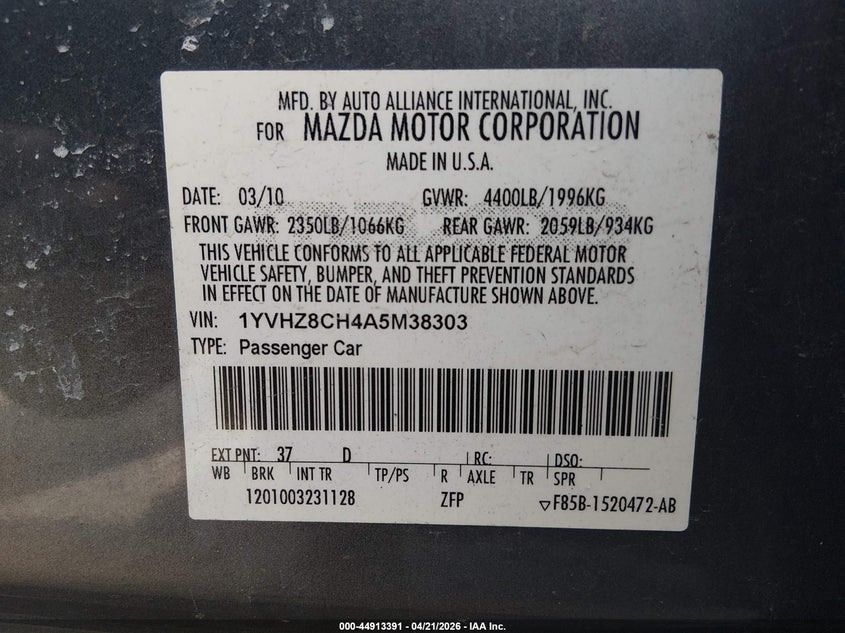 MFD. BY AUTO ALLIANCE INTERNATIONAL, INC.
FOR MAZDA MOTOR CORPORATION
MADE IN U.S.A.
DATE: 03/10 GVWR: 4400LB/1996KG
FRONT GAWR: 2350LB/1066KG REAR GAWR: 2059LB/934KG
THIS VEHICLE CONFORMS TO ALL APPLICABLE FEDERAL MOTOR
VEHICLE SAFETY, BUMPER, AND THEFT PREVENTION STANDARDS
IN EFFECT ON THE DATE OF MANUFACTURE SHOWN ABOVE.
VIN: 1YVHZ8CH4A5M38303
TYPE: Passenger Car
EXT PNT: 37 D RC: DSO:
WB BRK INT TR TP/PS R AXLE TR SPR
1201003231128 ZFP ▽F85B-1520472-AB
000-44913391 - 04/21/2026 - IAA Inc.